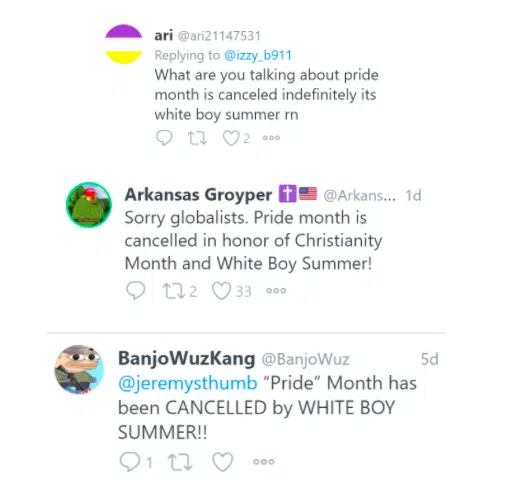 ari @ari21147531
Replying to @izzy_b911
What are you talking about pride
month is canceled indefinitely its
white boy summer rn
2
Arkansas Groyper ✝️🇺🇸 @Arkans... 1d
Sorry globalists. Pride month is
cancelled in honor of Christianity
Month and White Boy Summer!
2 33
BanjoWuzKang @BanjoWuz 5d
@jeremysthumb "Pride" Month has
been CANCELLED by WHITE BOY
SUMMER!!
1